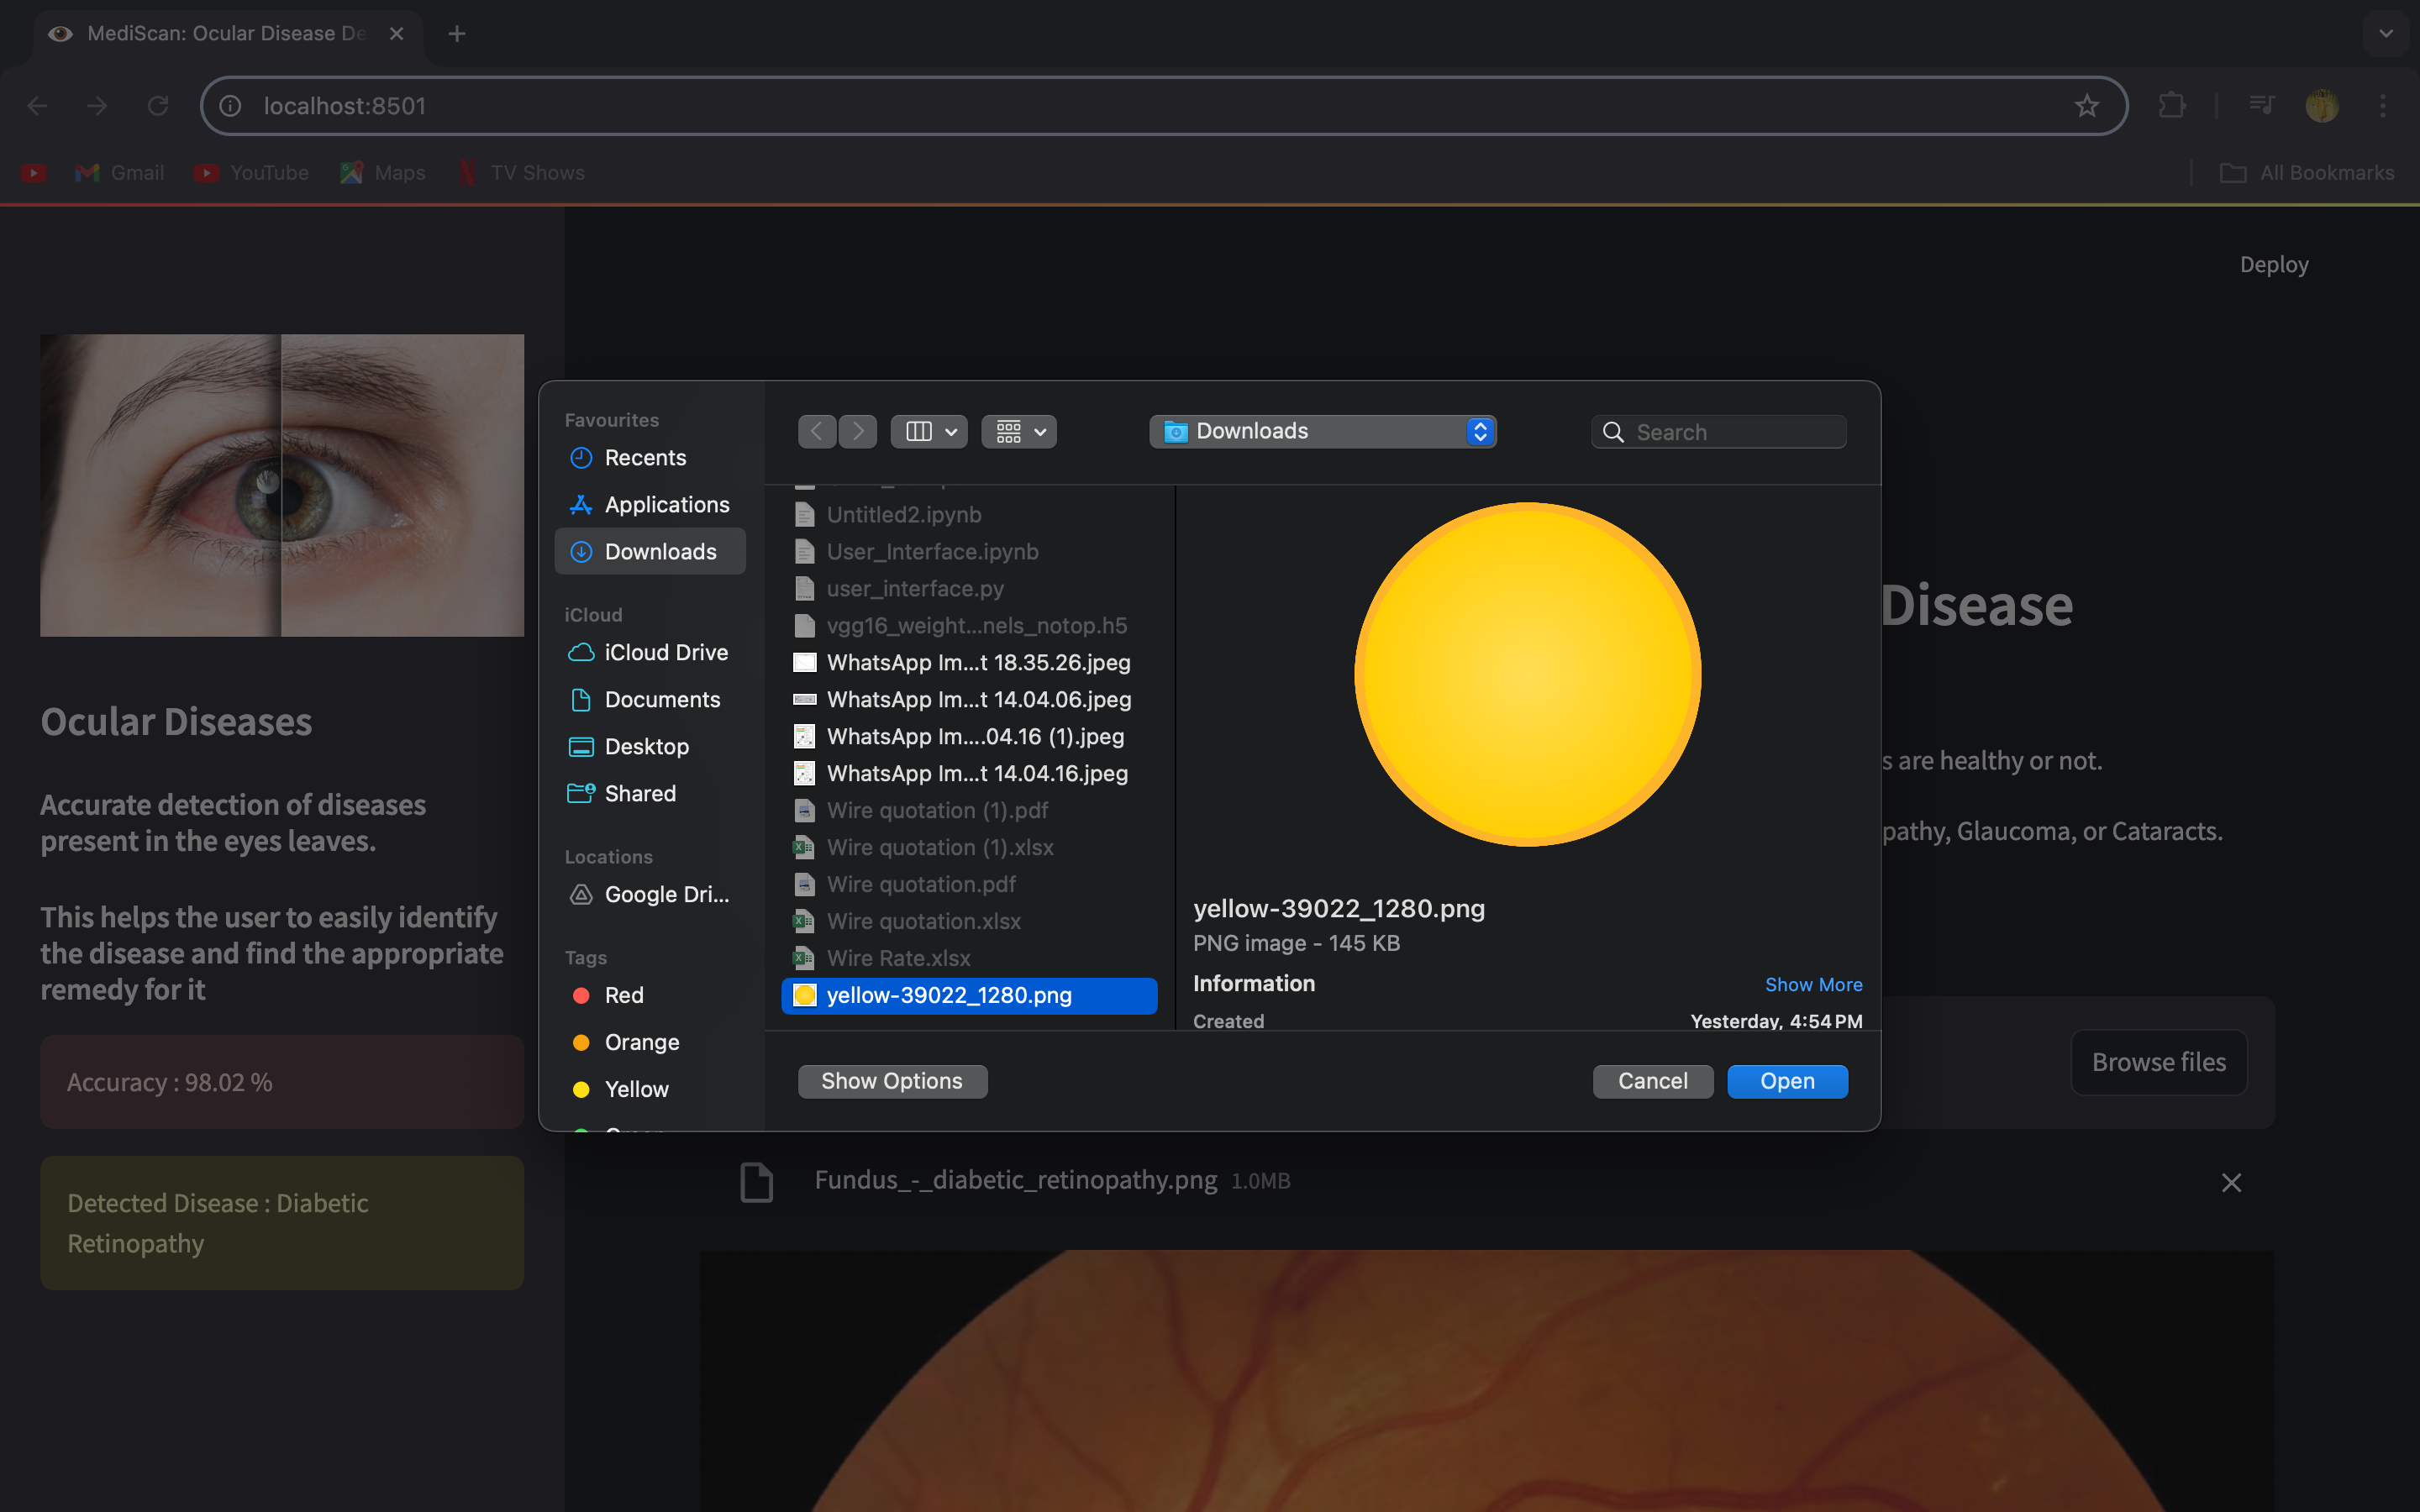 MediScan: Ocular Disease De
localhost:8501
Gmail
YouTube
Maps
TV Shows
All Bookmarks
Deploy
Ocular Diseases
Accurate detection of diseases
present in the eyes leaves.
This helps the user to easily identify
the disease and find the appropriate
remedy for it
Accuracy : 98.02 %
Detected Disease : Diabetic
Retinopathy
Favourites
Recents
Applications
Downloads
iCloud
iCloud Drive
Documents
Desktop
Shared
Locations
Google Dri...
Tags
Red
Orange
Yellow
Downloads
Search
Untitled2.ipynb
User_Interface.ipynb
user_interface.py
vgg16_weight...nels_notop.h5
WhatsApp Im...t 18.35.26.jpeg
WhatsApp Im...t 14.04.06.jpeg
WhatsApp Im....04.16 (1).jpeg
WhatsApp Im...t 14.04.16.jpeg
Wire quotation (1).pdf
Wire quotation (1).xlsx
Wire quotation.pdf
Wire quotation.xlsx
Wire Rate.xlsx
yellow-39022_1280.png
yellow-39022_1280.png
PNG image - 145 KB
Information
Show More
Created
Yesterday, 4:54 PM
Show Options
Cancel
Open
Disease
s are healthy or not.
pathy, Glaucoma, or Cataracts.
Browse files
Fundus_-_diabetic_retinopathy.png 1.0MB